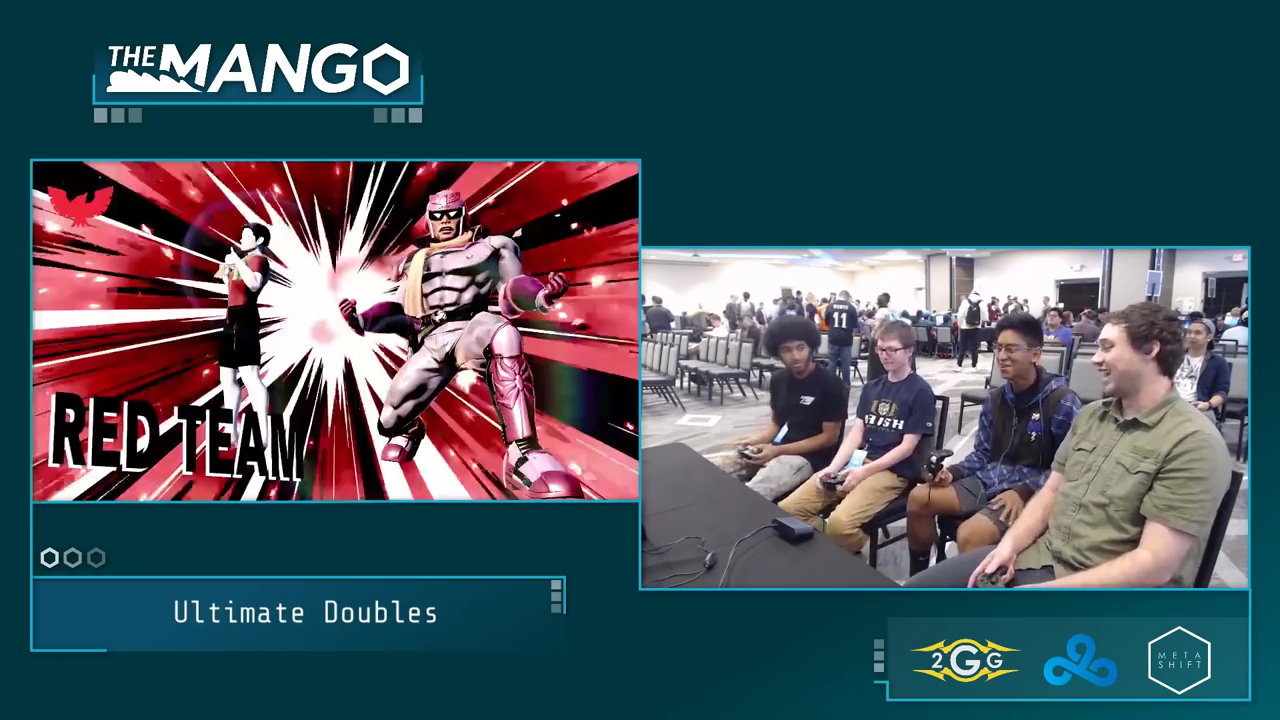 THE MANGO
RED TEAM
11
IRISH
Ultimate Doubles
2GG
META
SHIFT